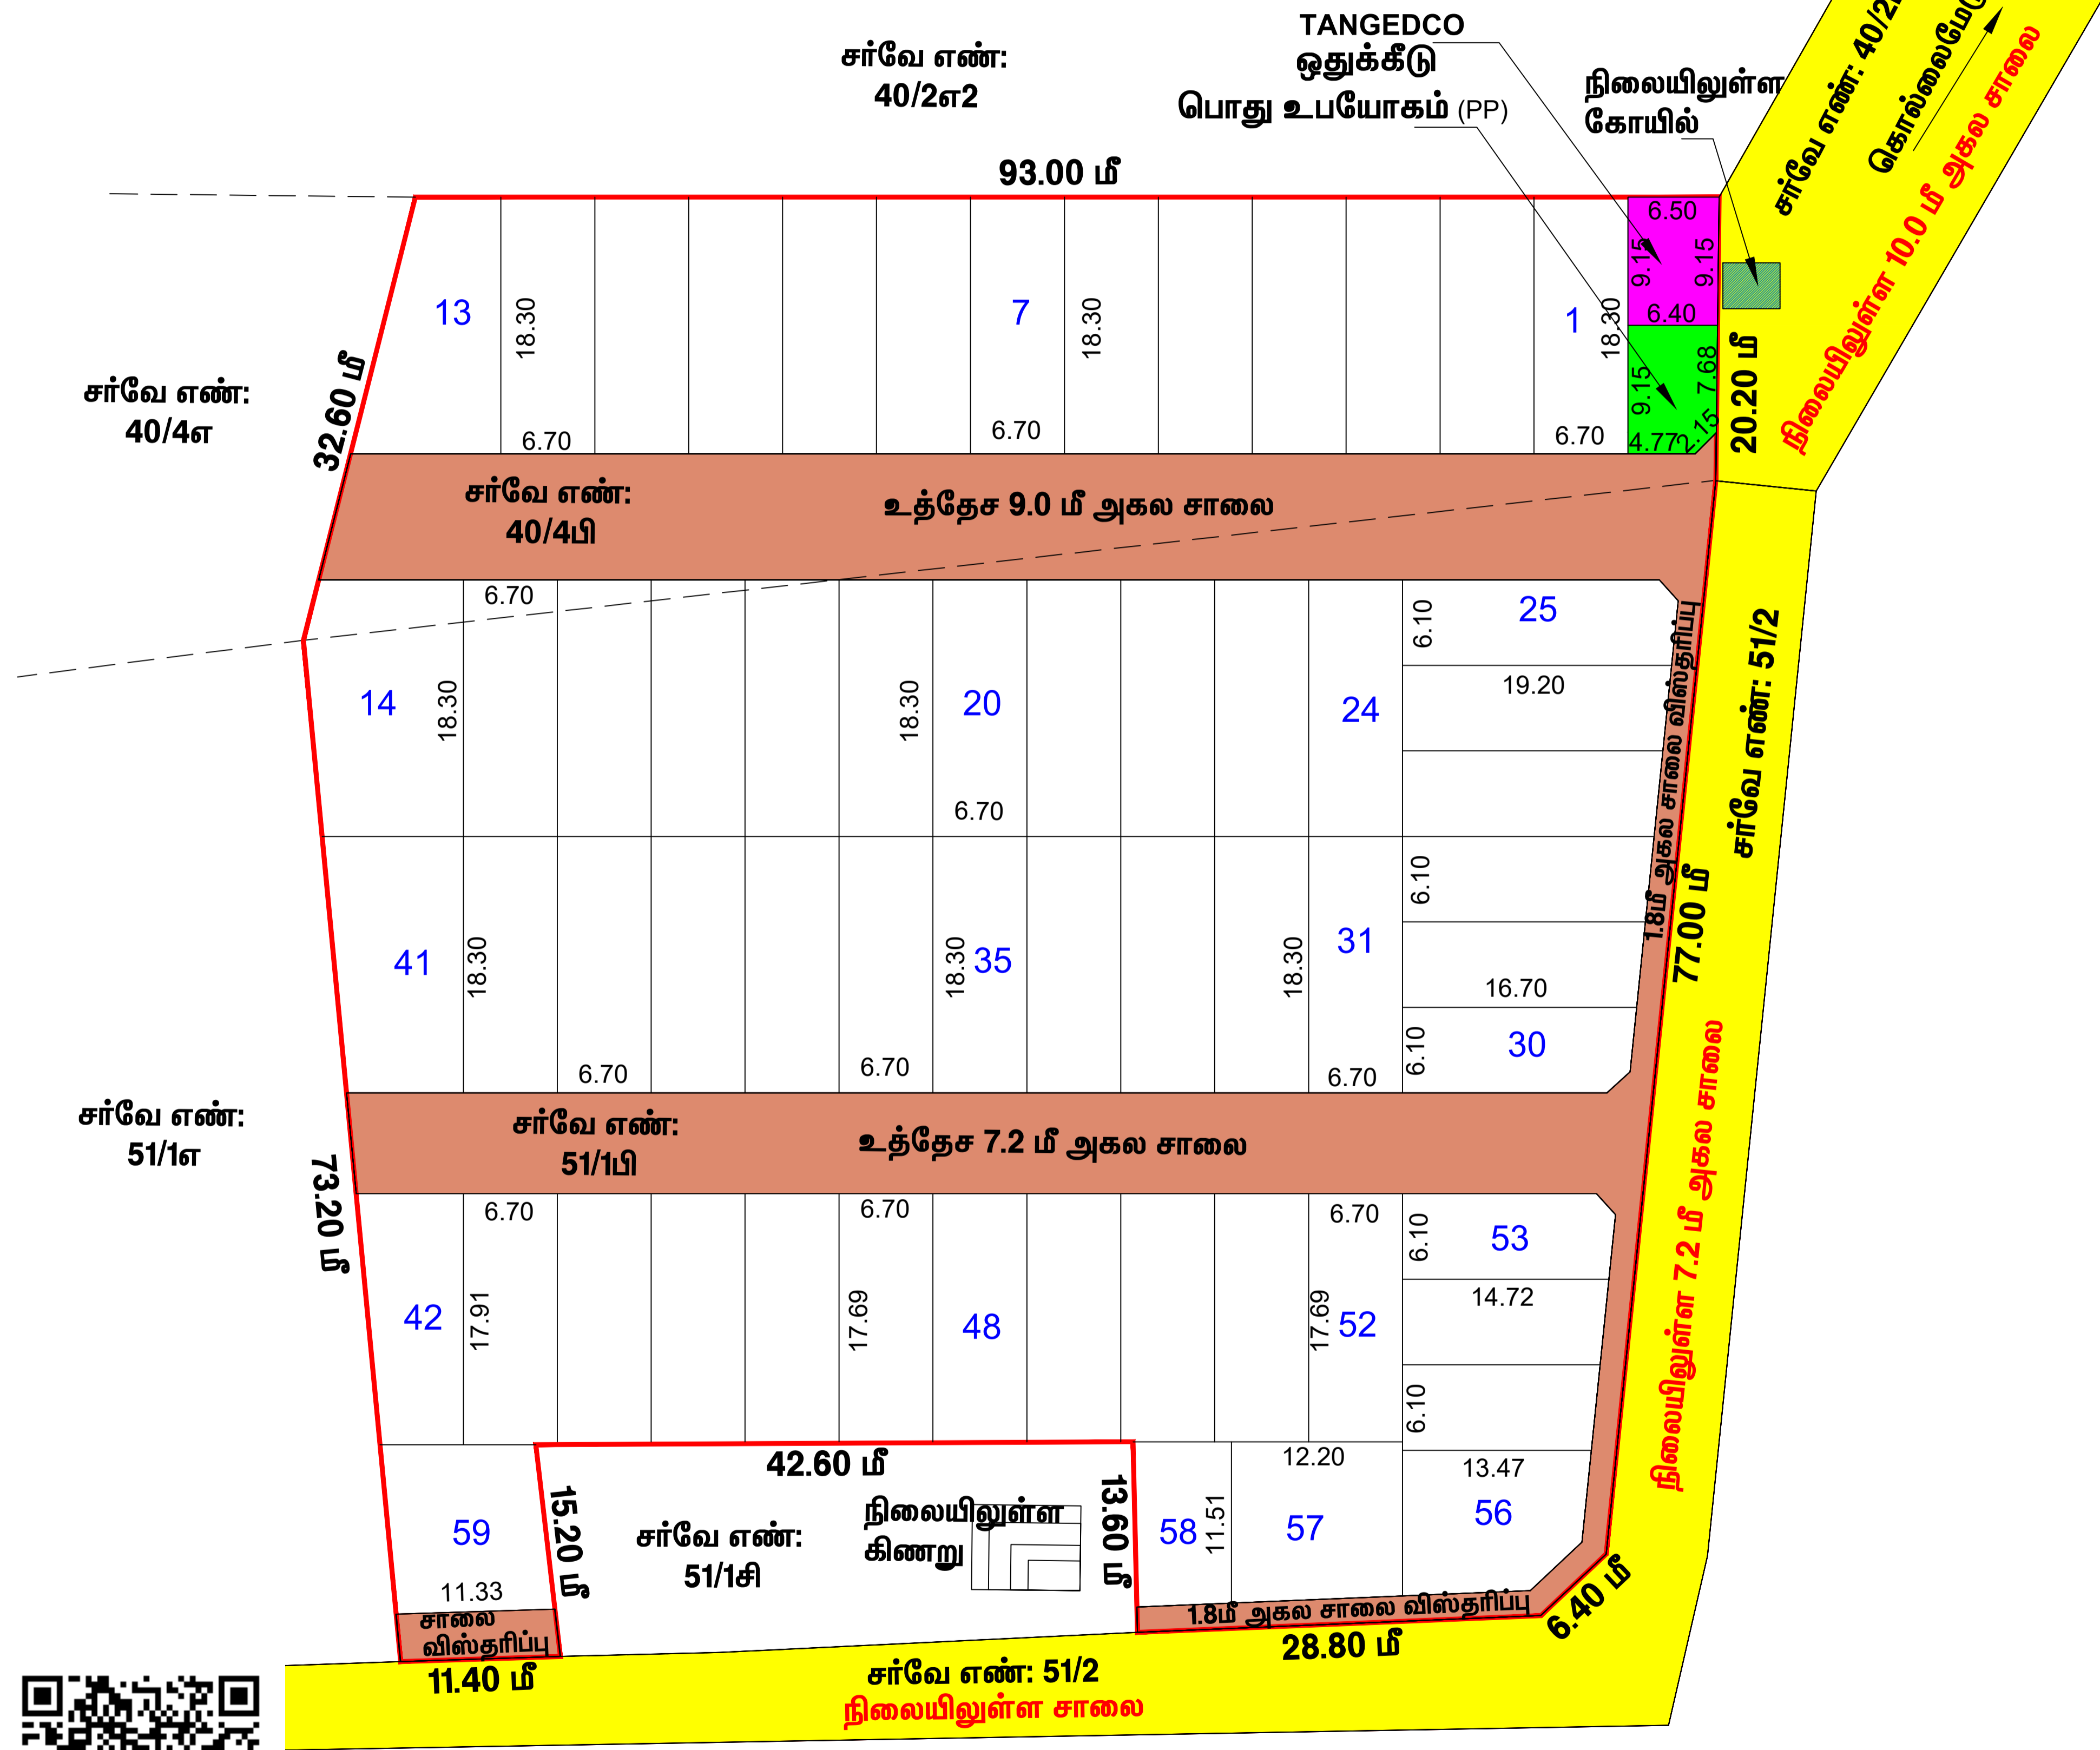 TANGEDCO
ஒதுக்கீடு
பொது உபயோகம் (PP)
சர்வே எண்:
40/2எ2
நிலையிலுள்ள
கோயில்
சர்வே எண்:
கொல்லைமேடு
நிலையிலுள்ள 10.0 மீ அகல சாலை
93.00 மீ
6.50
9.15
9.15
6.40
13
18.30
7
18.30
1
18.30
9.15
7.68
20.20 மீ
32.60 மீ
சர்வே எண்:
40/4எ
6.70
6.70
6.70
4.77
2.15
சர்வே எண்:
40/4பி
உத்தேச 9.0 மீ அகல சாலை
6.70
6.10
25
19.20
14
18.30
18.30
20
24
6.70
1.8மீ அகல சாலை விஸ்தரிப்பு
சர்வே எண்: 51/2
77.00 மீ
6.10
41
18.30
18.30
35
18.30
31
16.70
6.10
30
6.70
6.70
6.70
சர்வே எண்:
51/1எ
சர்வே எண்:
51/1பி
உத்தேச 7.2 மீ அகல சாலை
நிலையிலுள்ள 7.2 மீ அகல சாலை
73.20 மீ
6.70
6.70
6.70
6.10
53
14.72
42
17.91
17.69
48
17.69
52
6.10
42.60 மீ
12.20
13.47
59
15.20 மீ
சர்வே எண்:
51/1சி
நிலையிலுள்ள
கிணறு
13.60 மீ
58
11.51
57
56
11.33
சாலை
விஸ்தரிப்பு
1.8மீ அகல சாலை விஸ்தரிப்பு
6.40 மீ
28.80 மீ
11.40 மீ
சர்வே எண்: 51/2
நிலையிலுள்ள சாலை